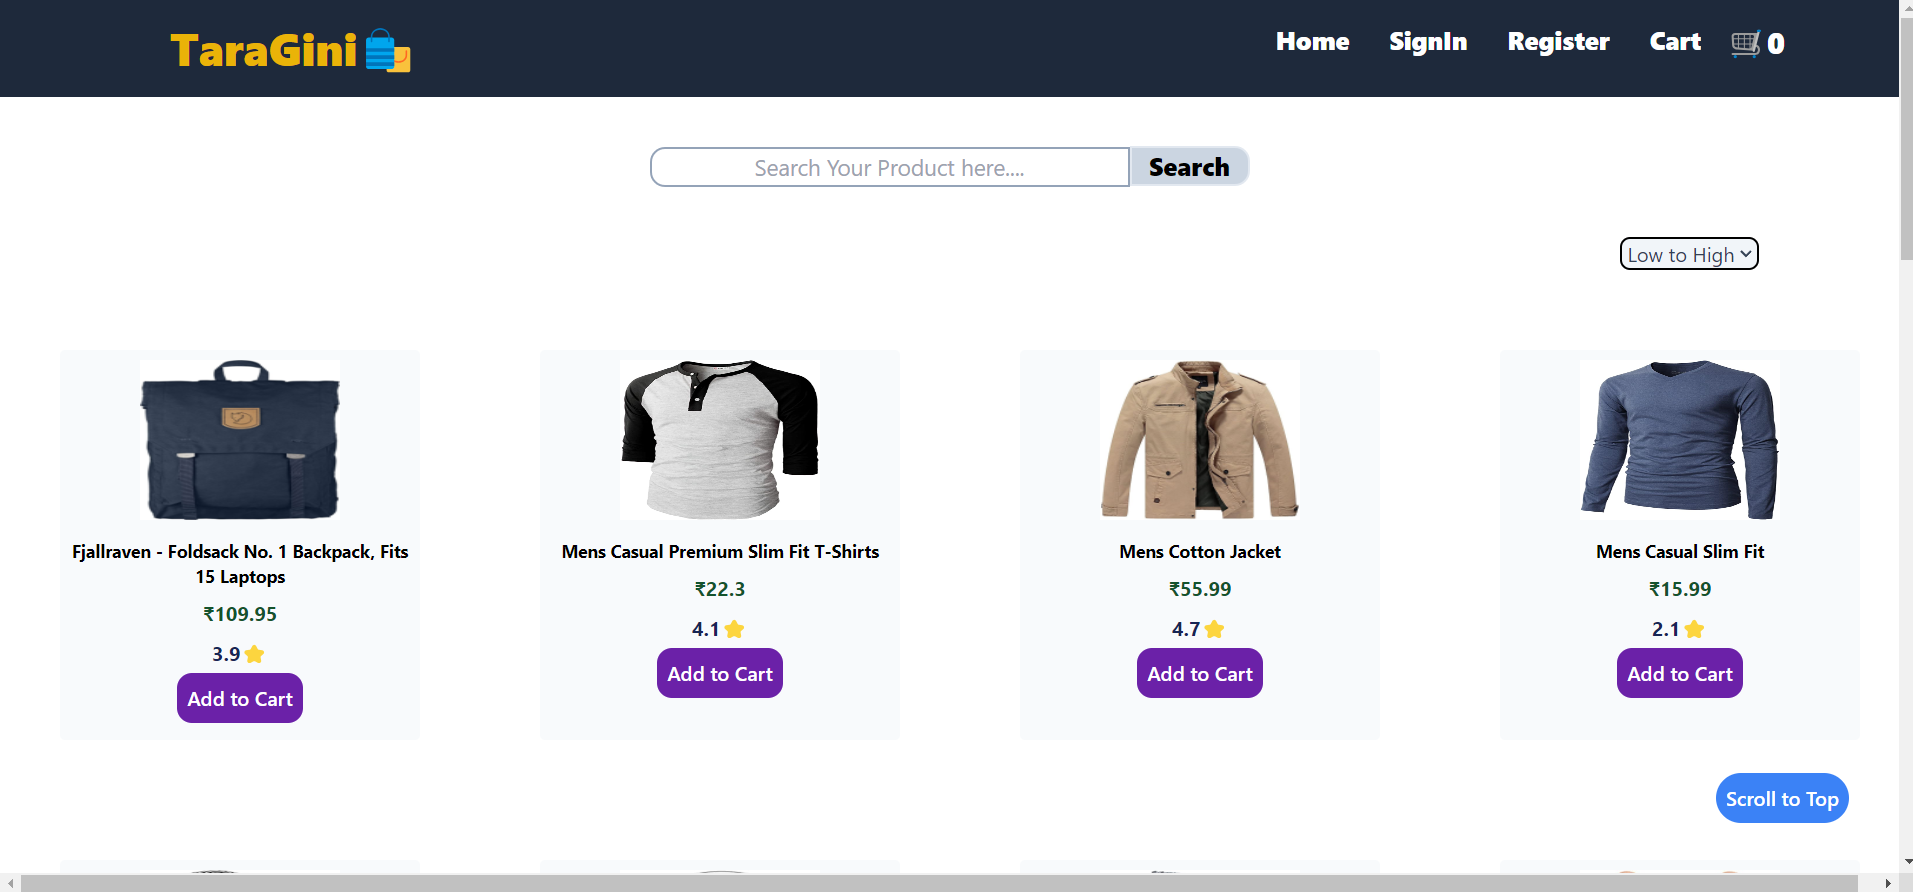 TaraGini
Home SignIn Register Cart 0
Search Your Product here.... Search
Low to High
Fjallraven - Foldsack No. 1 Backpack, Fits
15 Laptops
₹109.95
3.9
Add to Cart
Mens Casual Premium Slim Fit T-Shirts
₹22.3
4.1
Add to Cart
Mens Cotton Jacket
₹55.99
4.7
Add to Cart
Mens Casual Slim Fit
₹15.99
2.1
Add to Cart
Scroll to Top